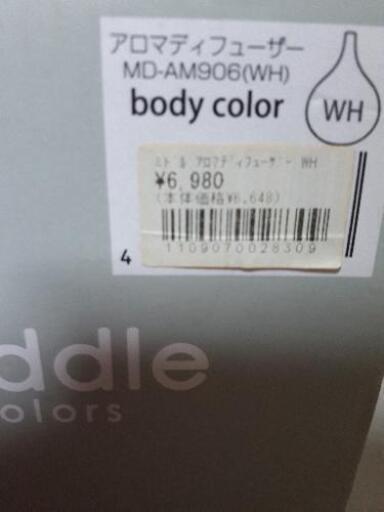 アロマディフューザー
MD-AM906(WH)
body color
WH
ミドル アロマディフューザー WH
¥6,980
(本体価格¥6,648)
1109070028309
4
ddle
olors